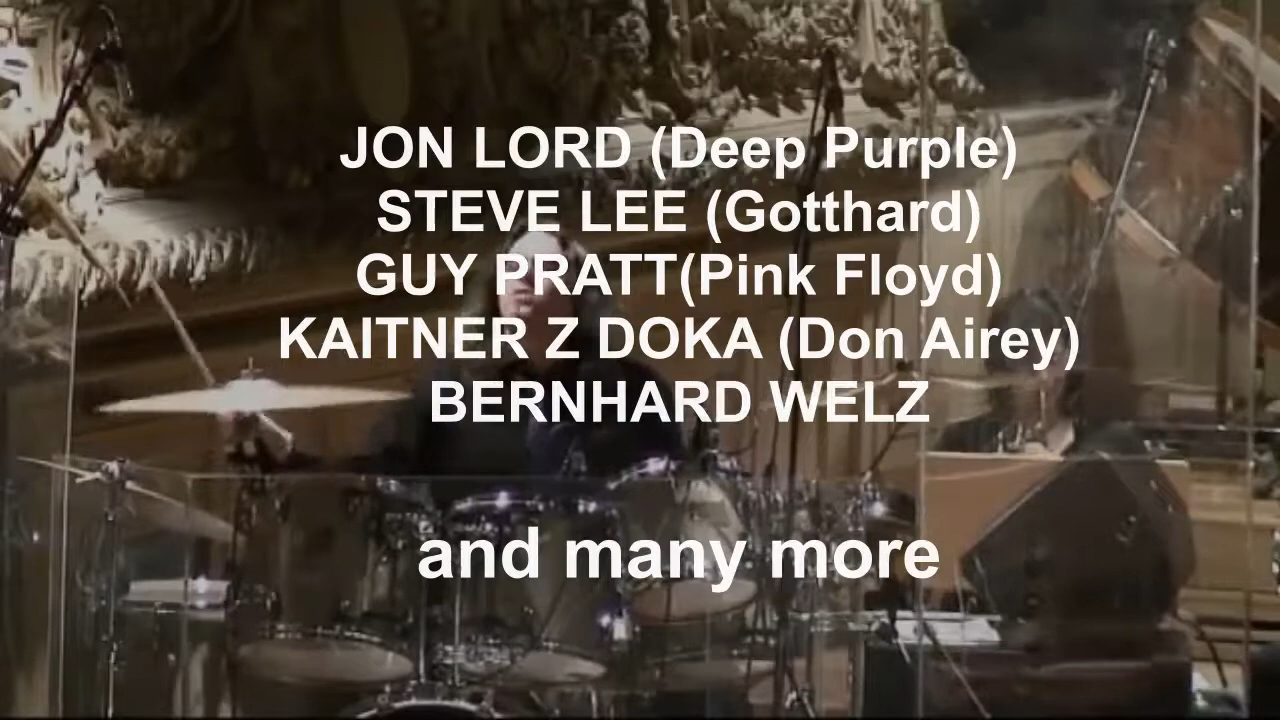 JON LORD (Deep Purple)
STEVE LEE (Gotthard)
GUY PRATT(Pink Floyd)
KAITNER Z DOKA (Don Airey)
BERNHARD WELZ
and many more